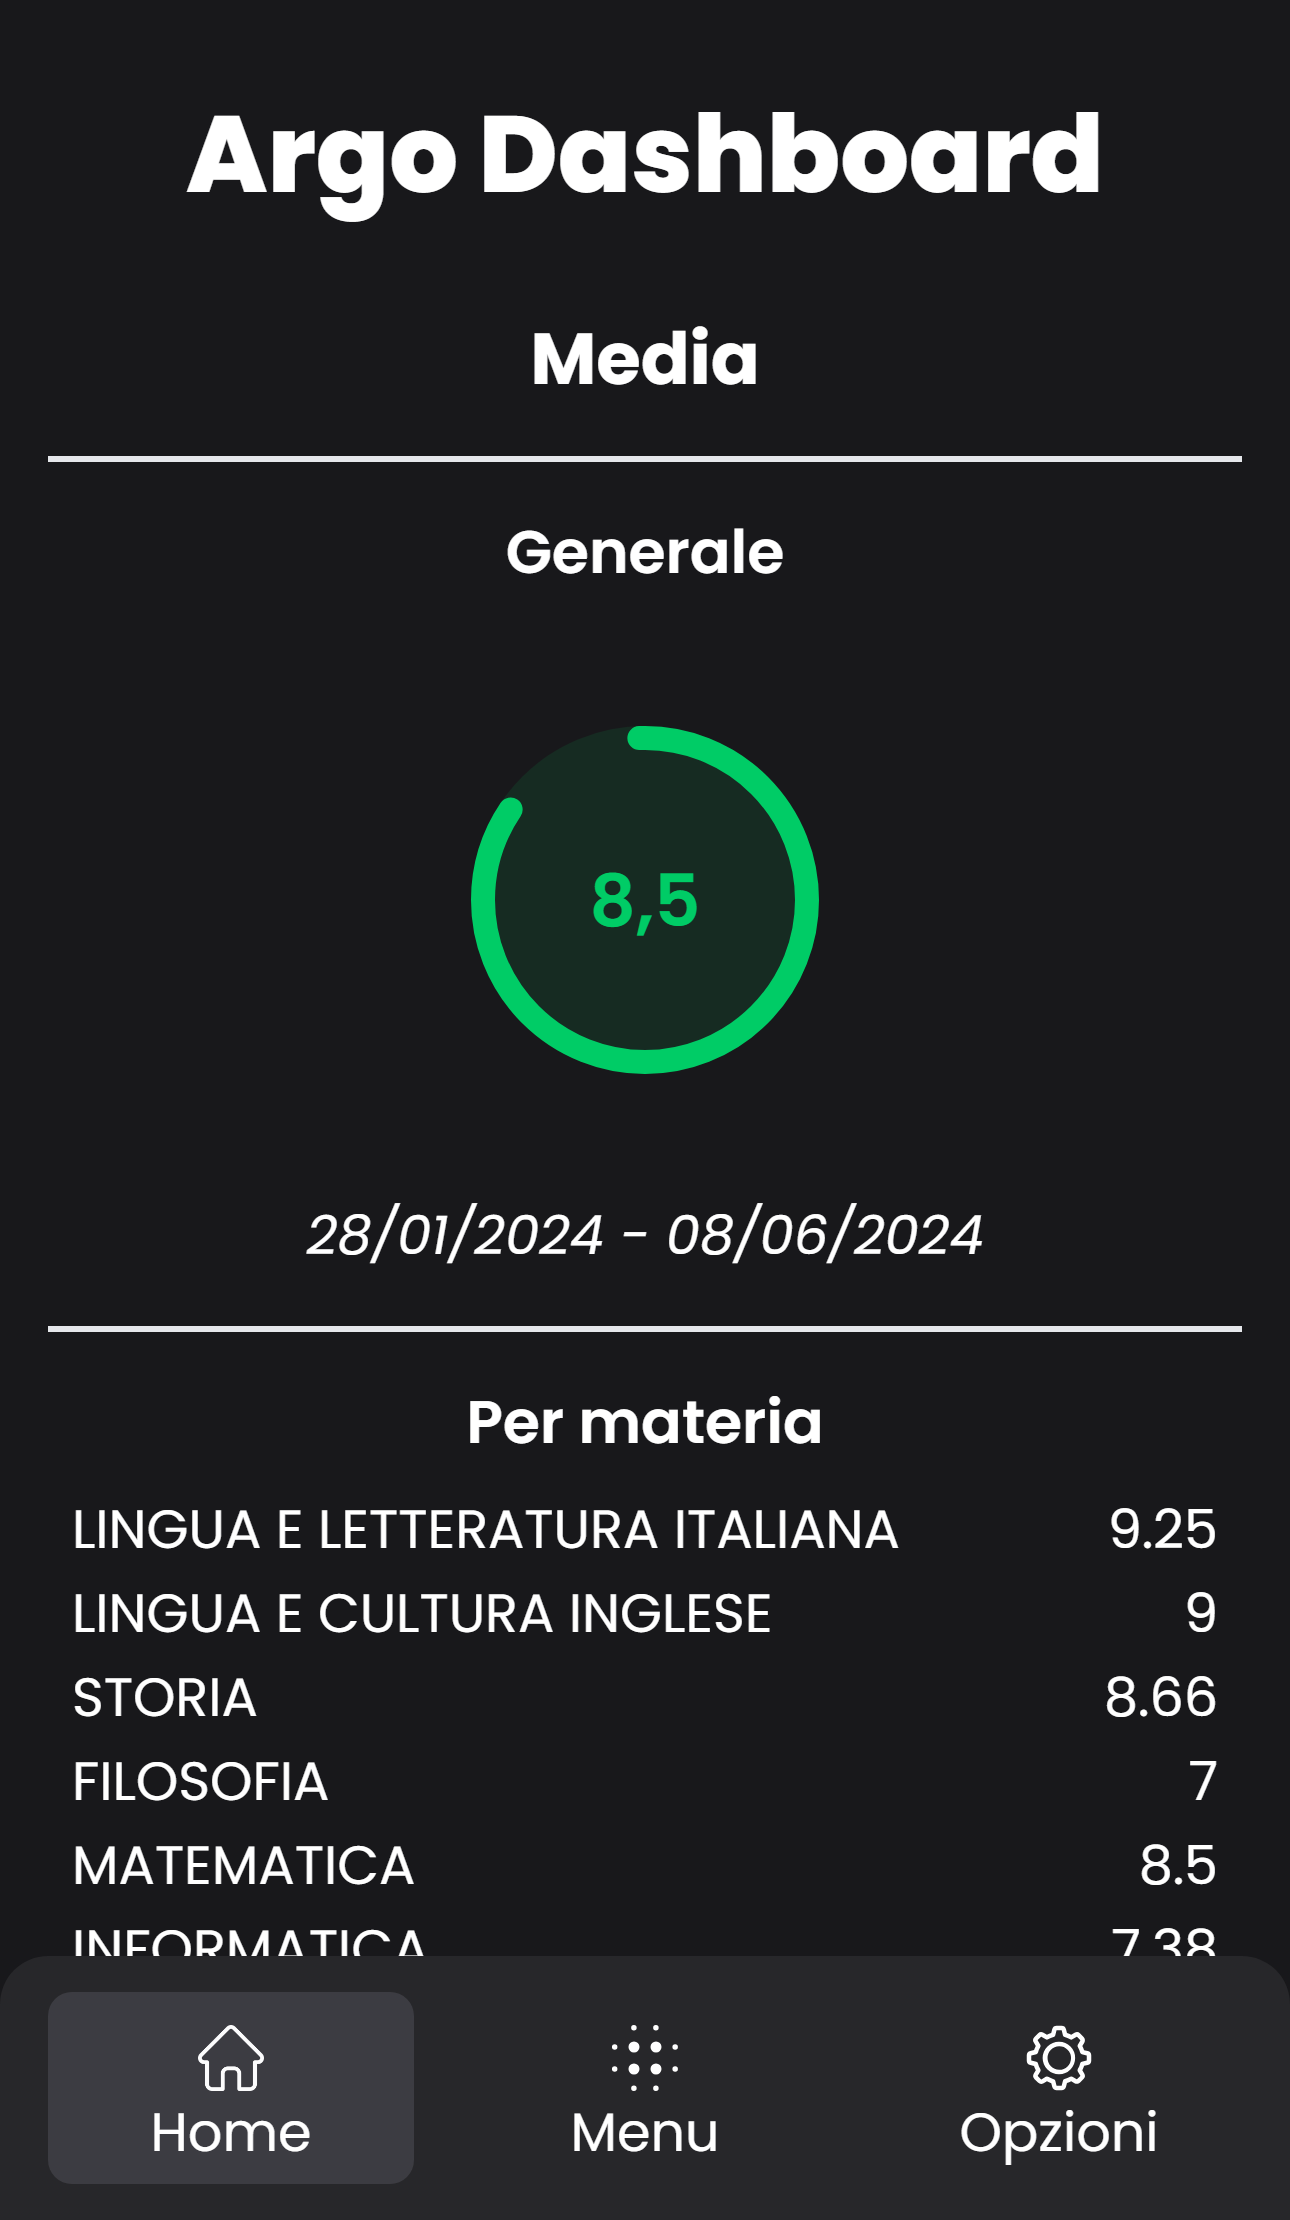 Argo Dashboard
Media
Generale
8,5
28/01/2024 - 08/06/2024
Per materia
LINGUA E LETTERATURA ITALIANA 9.25
LINGUA E CULTURA INGLESE 9
STORIA 8.66
FILOSOFIA 7
MATEMATICA 8.5
INFORMATICA 7.38
Home Menu Opzioni